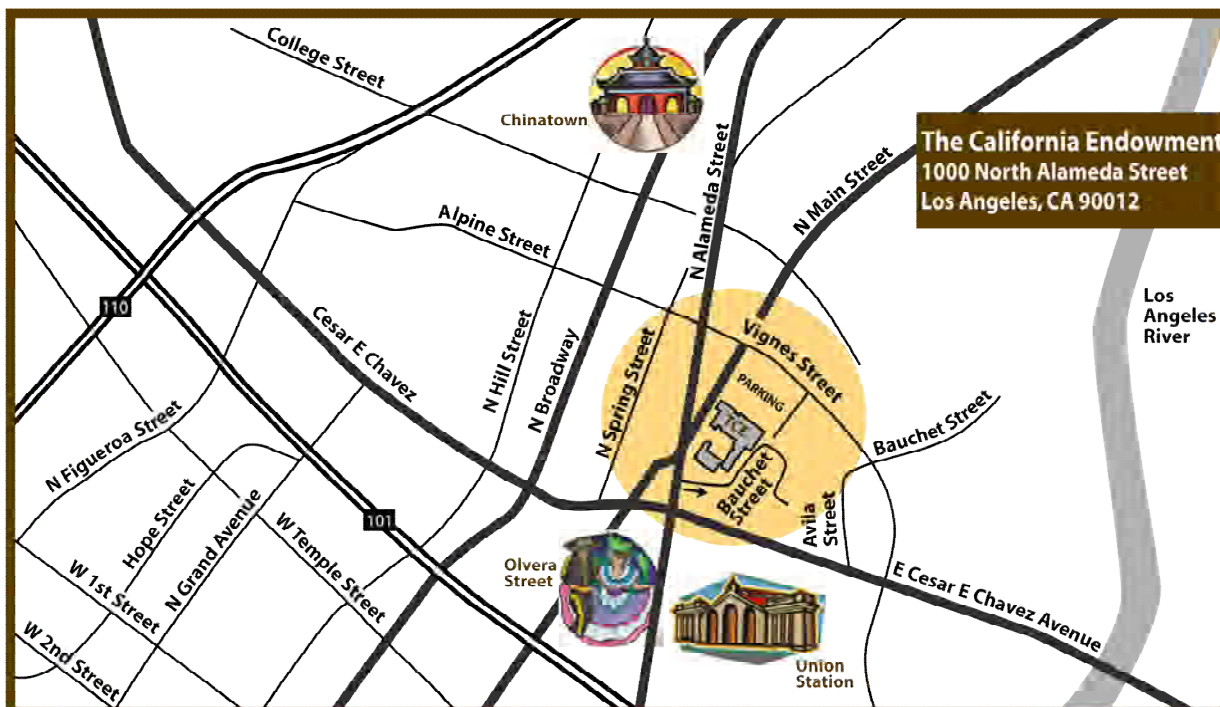 College Street
Chinatown
The California Endowment
1000 North Alameda Street
Los Angeles, CA 90012
N Alameda Street
N Main Street
Alpine Street
110
Cesar E Chavez
N Hill Street
N Broadway
N Spring Street
Vignes Street
PARKING
TCE
Los
Angeles
River
N Figueroa Street
Bauchet Street
Bauchet
Street
Avila
Street
Hope Street
N Grand Avenue
101
W Temple Street
W 1st Street
W 2nd Street
Olvera
Street
E Cesar E Chavez Avenue
Union
Station